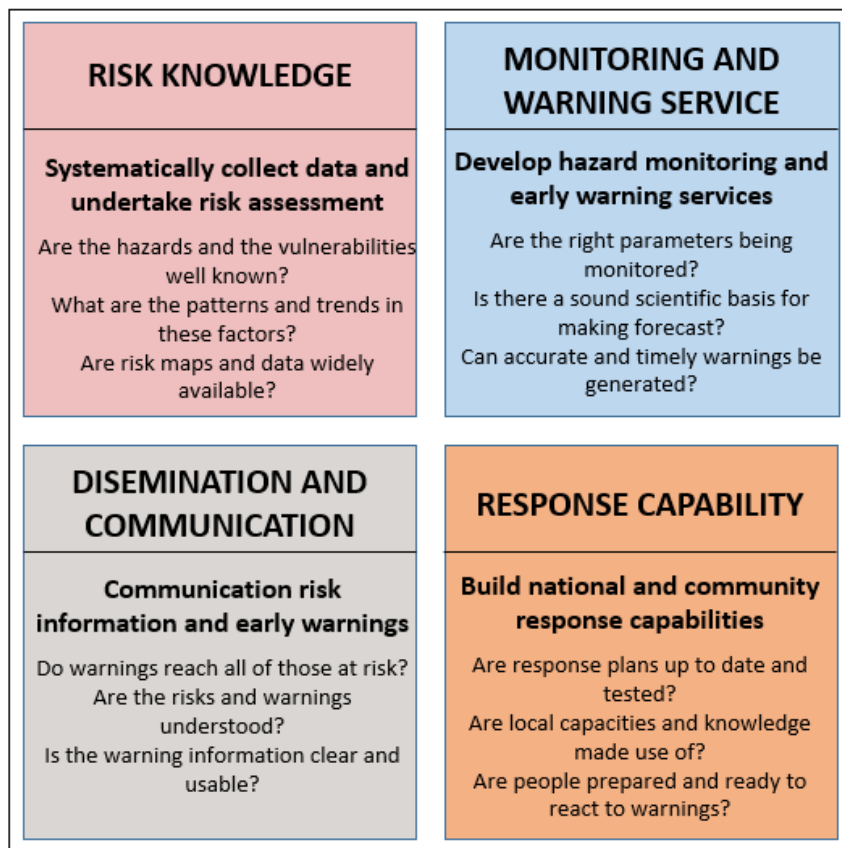 RISK KNOWLEDGE
Systematically collect data and
undertake risk assessment
Are the hazards and the vulnerabilities
well known?
What are the patterns and trends in
these factors?
Are risk maps and data widely
available?
MONITORING AND
WARNING SERVICE
Develop hazard monitoring and
early warning services
Are the right parameters being
monitored?
Is there a sound scientific basis for
making forecast?
Can accurate and timely warnings be
generated?
DISEMINATION AND
COMMUNICATION
Communication risk
information and early warnings
Do warnings reach all of those at risk?
Are the risks and warnings
understood?
Is the warning information clear and
usable?
RESPONSE CAPABILITY
Build national and community
response capabilities
Are response plans up to date and
tested?
Are local capacities and knowledge
made use of?
Are people prepared and ready to
react to warnings?